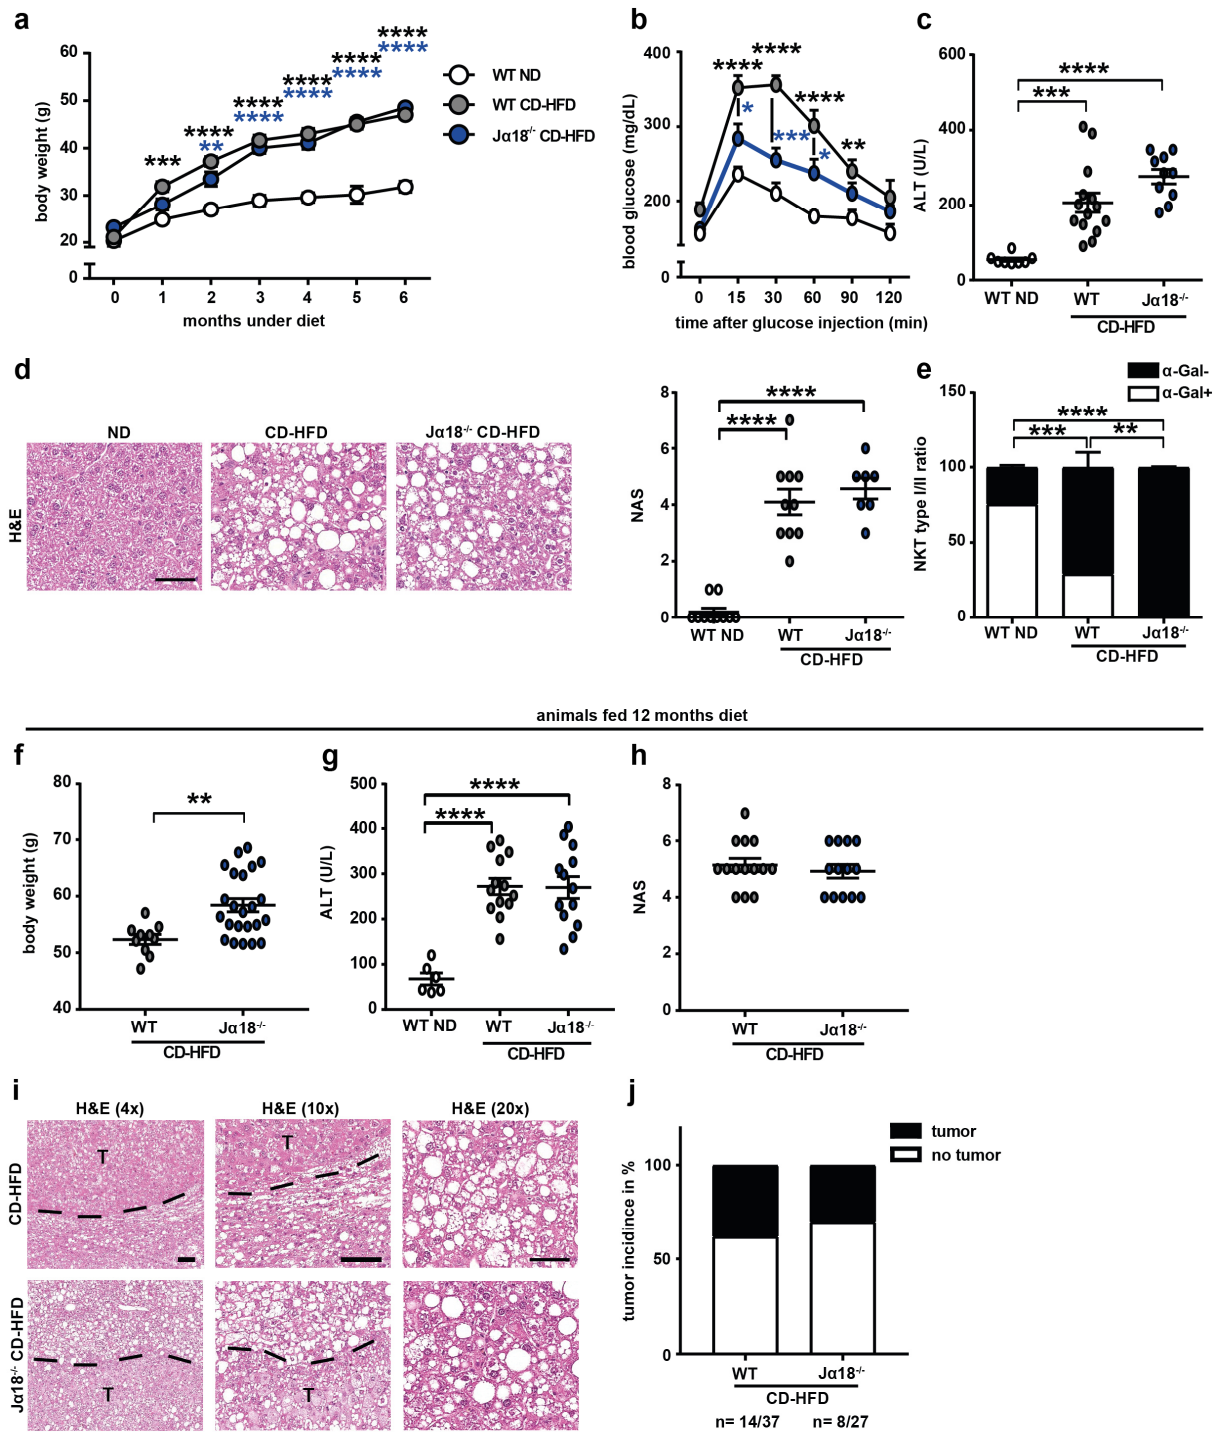 a
body weight (g)
60
50
40
30
20
0
0 1 2 3 4 5 6
months under diet
*** **** ** **** **** **** **** **** **** **** ****
WT ND
WT CD-HFD
Jα18-/- CD-HFD
b
blood glucose (mg/dL)
400
300
200
0
0 15 30 60 90 120
time after glucose injection (min)
**** **** **** **
* *** *
c
ALT (U/L)
600
400
200
0
****
***
WT ND WT Jα18-/-
CD-HFD
d
ND CD-HFD Jα18-/- CD-HFD
H&E
NAS
8
6
4
2
0
****
****
WT ND WT Jα18-/-
CD-HFD
e
α-Gal-
α-Gal+
NKT type I/II ratio
150
100
50
0
****
*** **
WT ND WT Jα18-/-
CD-HFD
animals fed 12 months diet
f
body weight (g)
80
70
60
50
40
**
WT Jα18-/-
CD-HFD
g
ALT (U/L)
500
400
300
200
100
0
****
****
WT ND WT Jα18-/-
CD-HFD
h
NAS
8
6
4
2
0
WT Jα18-/-
CD-HFD
i
H&E (4x) H&E (10x) H&E (20x)
CD-HFD
T T
Jα18-/- CD-HFD
T T
j
tumor
no tumor
tumor incidince in %
100
50
0
WT Jα18-/-
CD-HFD
n= 14/37 n= 8/27